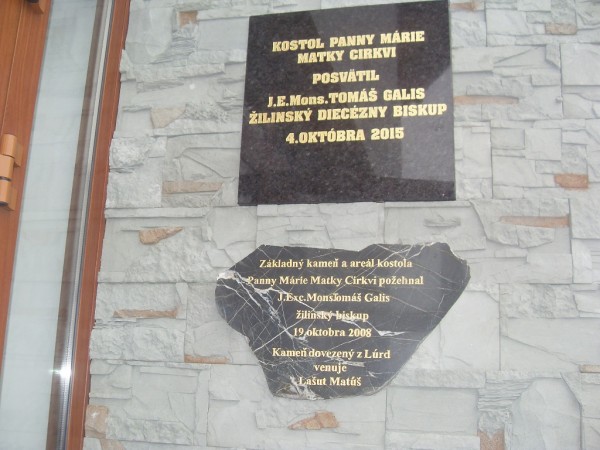 KOSTOL PANNY MÁRIE
MATKY CIRKVI
POSVÄTIL
J.E.Mons.TOMÁŠ GALIS
ŽILINSKÝ DIECÉZNY BISKUP
4.OKTÓBRA 2015
Základný kameň a areál kostola
Panny Márie Matky Cirkvi požehnal
J.Exc.Mons.Tomáš Galis
žilinský biskup
19.oktobra 2008
Kameň dovezený z Lúrd
venuje
Lašut Matúš